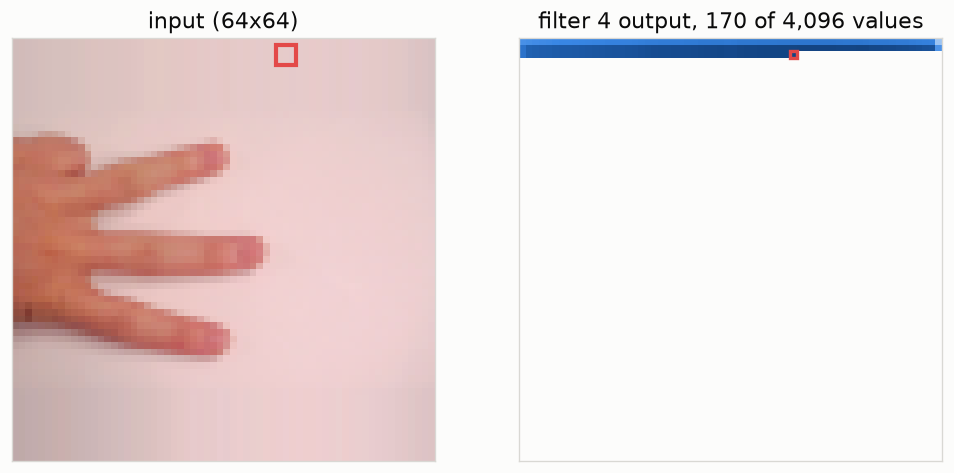 input (64x64)
filter 4 output, 170 of 4,096 values